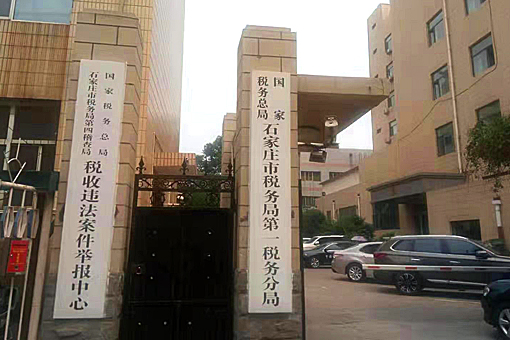 国家税务总局
石家庄市税务局第四稽查局
税收违法案件举报中心
国家
税务总局
石家庄市税务局第一税务分局